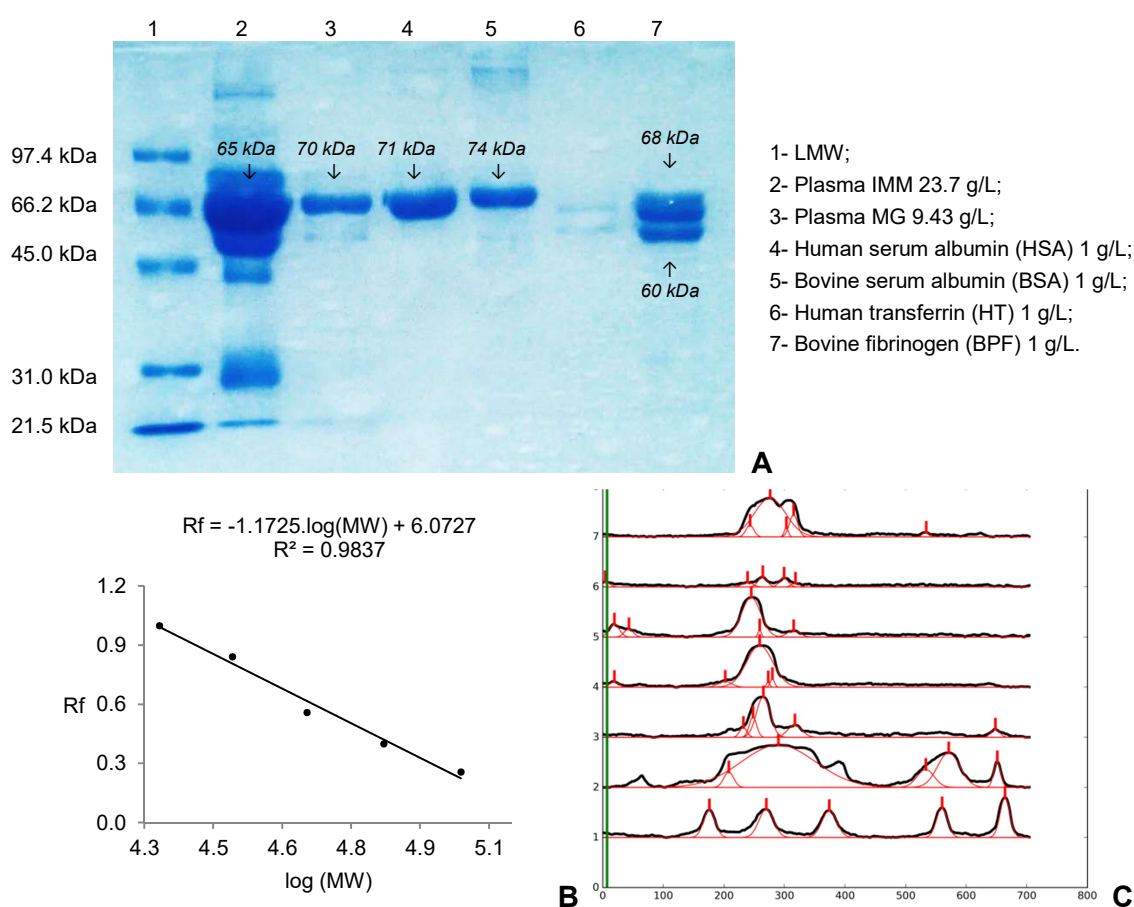 1 2 3 4 5 6 7
97.4 kDa
66.2 kDa
45.0 kDa
31.0 kDa
21.5 kDa
65 kDa 70 kDa 71 kDa 74 kDa 68 kDa
↓ ↓ ↓ ↓ ↓
↑
60 kDa
1- LMW;
2- Plasma IMM 23.7 g/L;
3- Plasma MG 9.43 g/L;
4- Human serum albumin (HSA) 1 g/L;
5- Bovine serum albumin (BSA) 1 g/L;
6- Human transferrin (HT) 1 g/L;
7- Bovine fibrinogen (BPF) 1 g/L.
A
Rf = -1.1725.log(MW) + 6.0727
R² = 0.9837
1.2
0.9
Rf 0.6
0.3
0.0
4.3 4.5 4.6 4.8 4.9 5.1
log (MW)
B
7
6
5
4
3
2
1
0
0 100 200 300 400 500 600 700 800
C